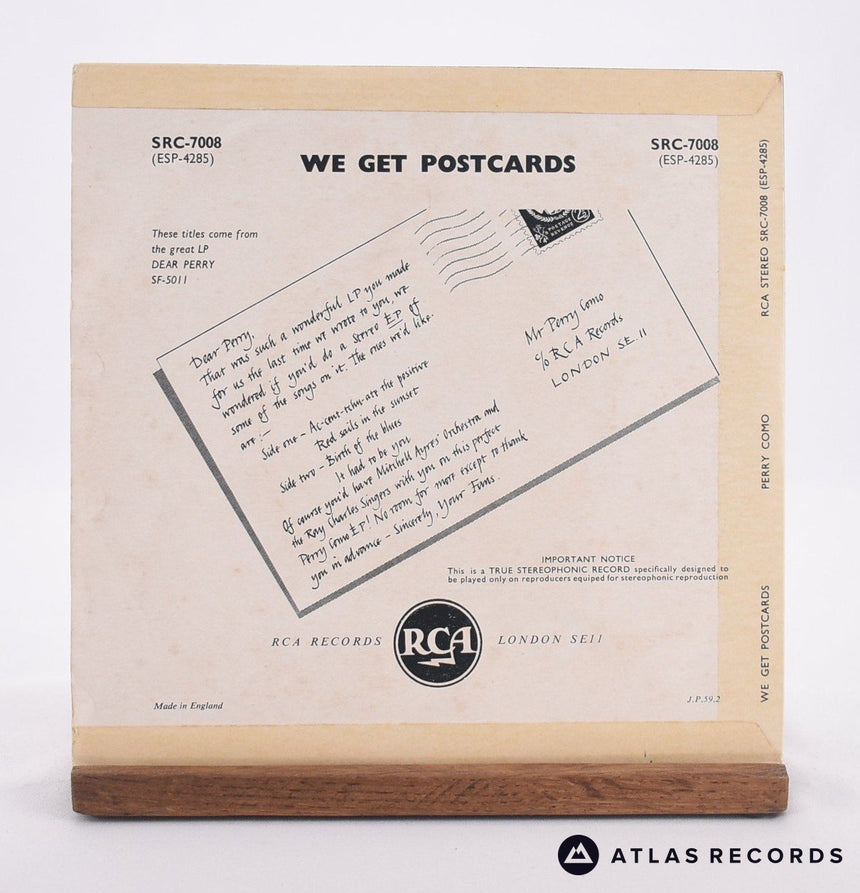 SRC-7008
(ESP-4285)
WE GET POSTCARDS
SRC-7008
(ESP-4285)
These titles come from
the great LP
DEAR PERRY
SF-5011
POSTAGE
REVENUE
Dear Perry,
That was such a wonderful LP you made
for us the last time we wrote to you, we
wondered if you'd do a stereo EP of
some of the songs on it. The ones we'd like
are :-
Side one - Ac-cent-tchu-ate the positive
Red sails in the sunset
Side two - Birth of the blues
It had to be you
Of course you'd have Mitchell Ayres' Orchestra and
the Ray Charles Singers with you on this perfect
Perry Como EP! No room for more except to thank
you in advance - Sincerely, Your Fans.
Mr Perry Como
c/o RCA Records
LONDON SE.11
IMPORTANT NOTICE
This is a TRUE STEREOPHONIC RECORD specifically designed to
be played only on reproducers equiped for stereophonic reproduction
RCA RECORDS RCA LONDON SE11
Made in England
J.P.59.2
WE GET POSTCARDS PERRY COMO RCA STEREO SRC-7008 (ESP-4285)
ATLAS RECORDS